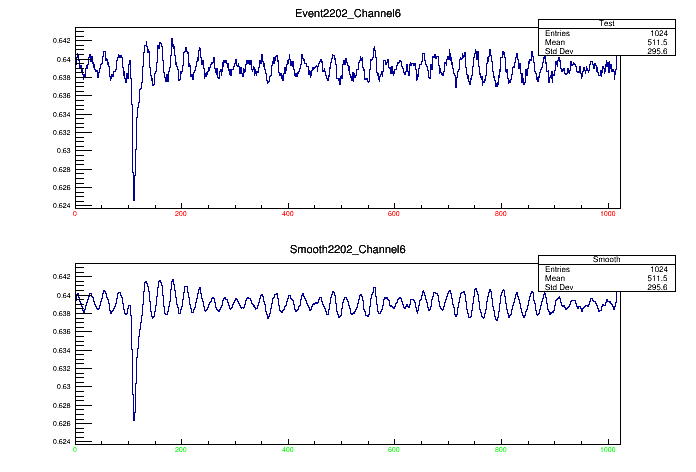 Event2202_Channel6
Test
Entries 1024
Mean 511.5
Std Dev 295.6
0.642
0.64
0.638
0.636
0.634
0.632
0.63
0.628
0.626
0.624
0 200 400 600 800 1000
Smooth2202_Channel6
Smooth
Entries 1024
Mean 511.5
Std Dev 295.6
0.642
0.64
0.638
0.636
0.634
0.632
0.63
0.628
0.626
0.624
0 200 400 600 800 1000